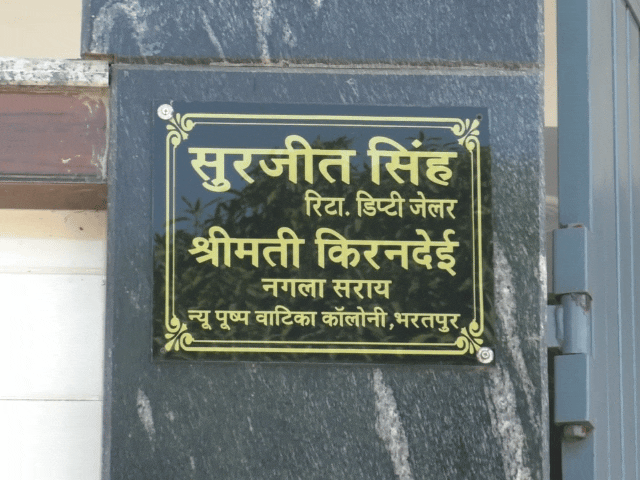 सुरजीत सिंह
रिटा. डिप्टी जेलर
श्रीमती किरनदेई
नगला सराय
न्यू पूष्प वाटिका कॉलोनी,भरतपुर